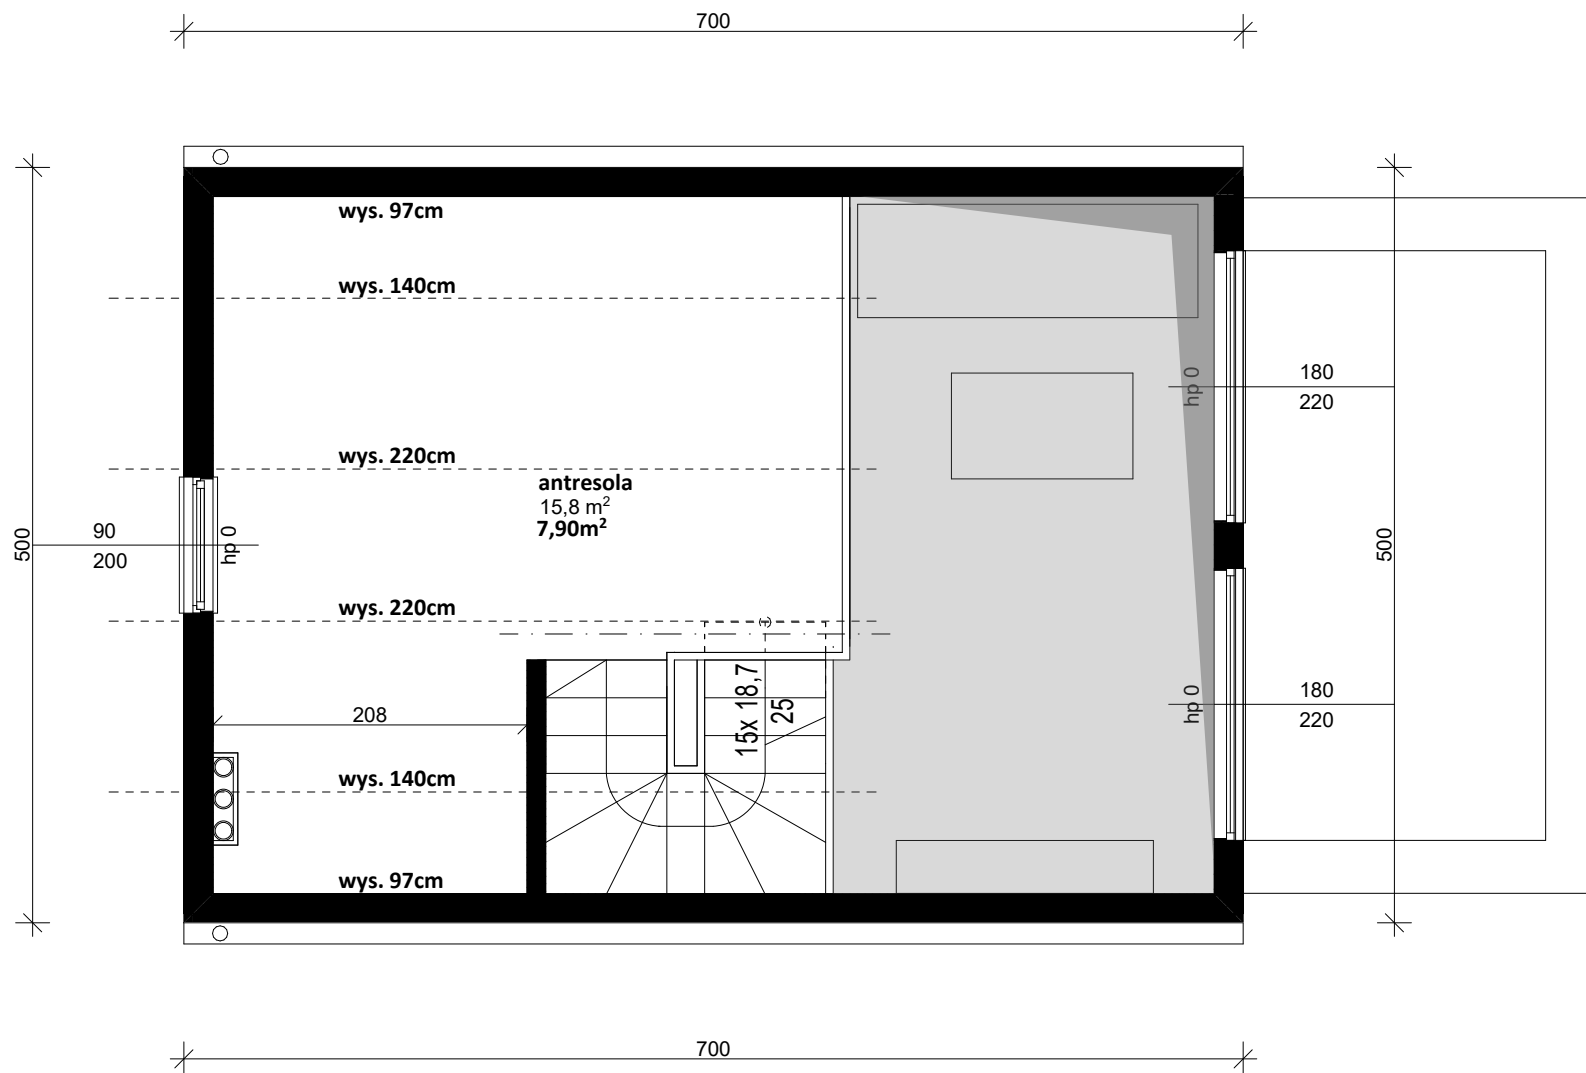 700
wys. 97cm
wys. 140cm
hp 0
180
220
wys. 220cm
antresola
15,8 m²
7,90m²
500
90
200
hp 0
500
wys. 220cm
15x 18,7
25
hp 0
180
220
208
wys. 140cm
wys. 97cm
700